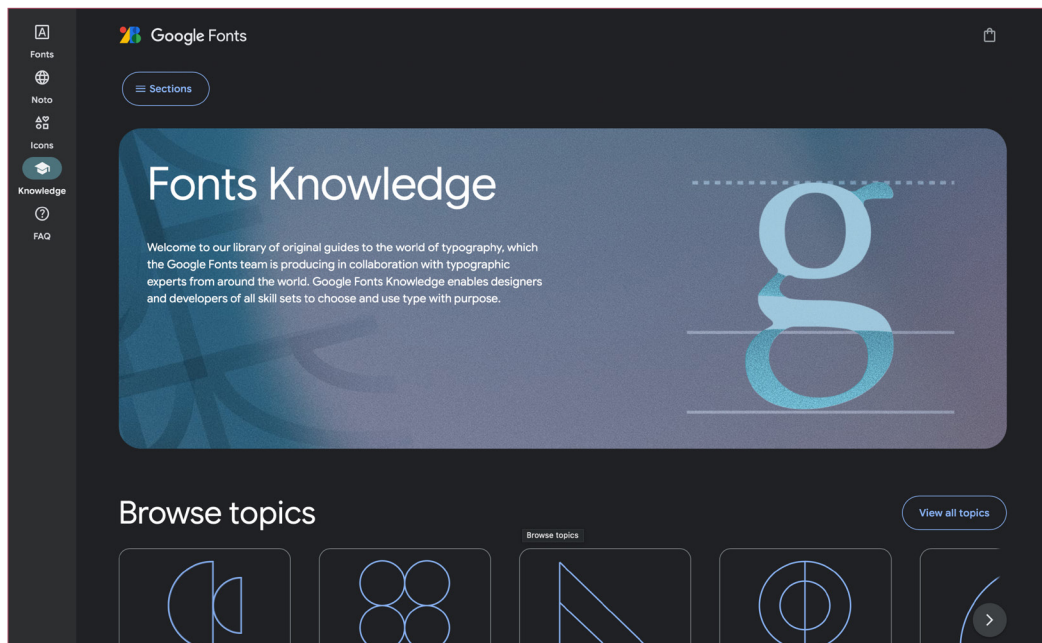 Fonts
Noto
Icons
Knowledge
FAQ
Google Fonts
Sections
Fonts Knowledge
Welcome to our library of original guides to the world of typography, which
the Google Fonts team is producing in collaboration with typographic
experts from around the world. Google Fonts Knowledge enables designers
and developers of all skill sets to choose and use type with purpose.
g
Browse topics
View all topics
Browse topics